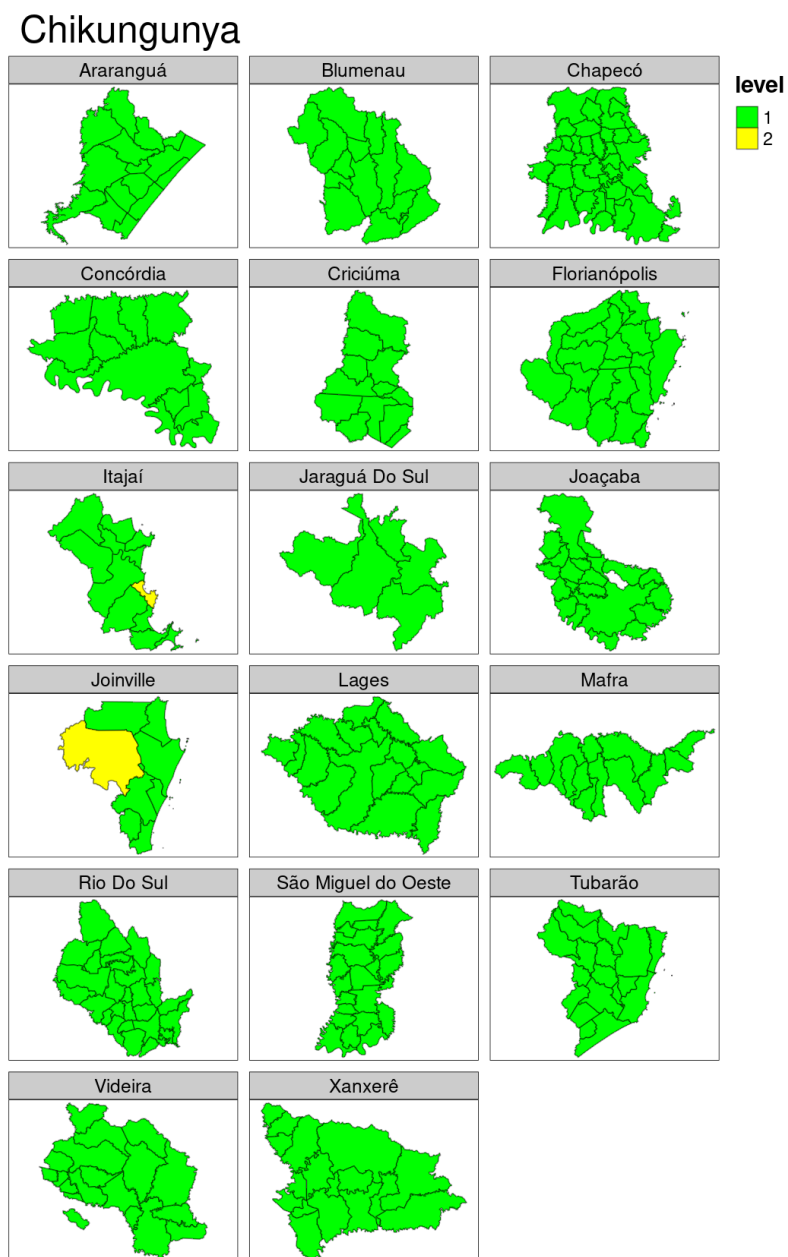 Chikungunya
Araranguá
Blumenau
Chapecó
level
1
2
Concórdia
Criciúma
Florianópolis
Itajaí
Jaraguá Do Sul
Joaçaba
Joinville
Lages
Mafra
Rio Do Sul
São Miguel do Oeste
Tubarão
Videira
Xanxerê